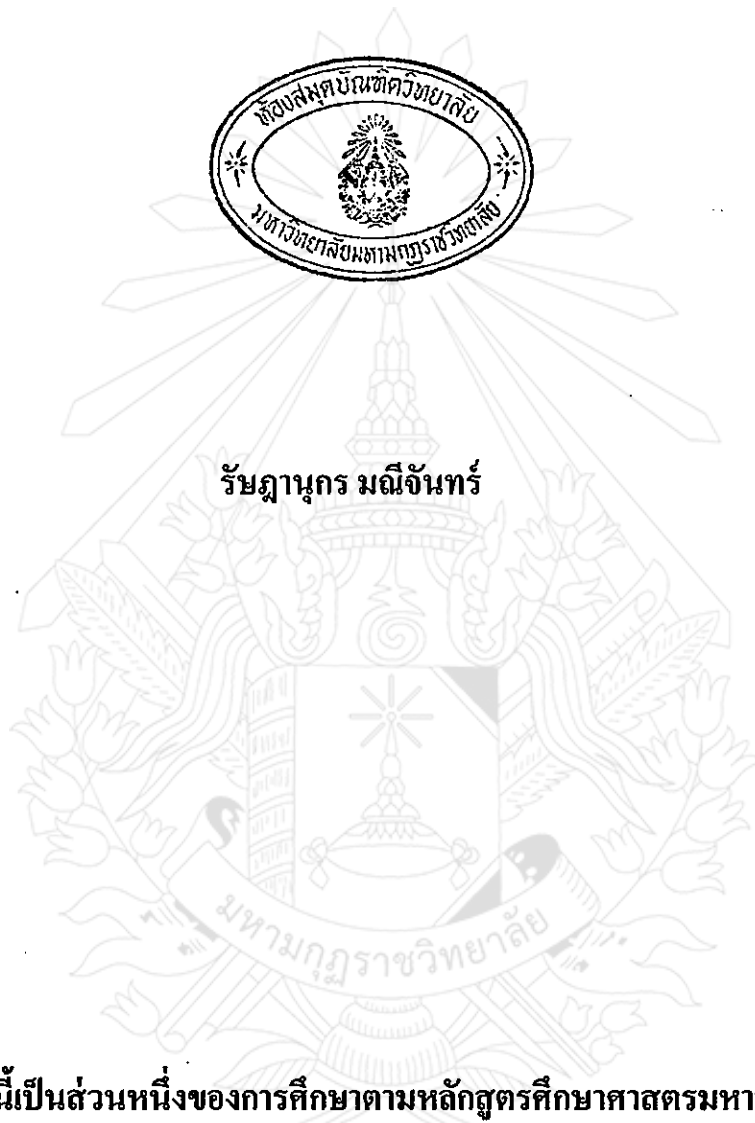 ห้องสมุดบัณฑิตวิทยาลัย
มหาวิทยาลัยมหามกุฏราชวิทยาลัย
รัษฎานุกร มณีจันทร์
มหามกุฏราชวิทยาลัย
นี้เป็นส่วนหนึ่งของการศึกษาตามหลักสูตรศึกษาศาสตรมหา